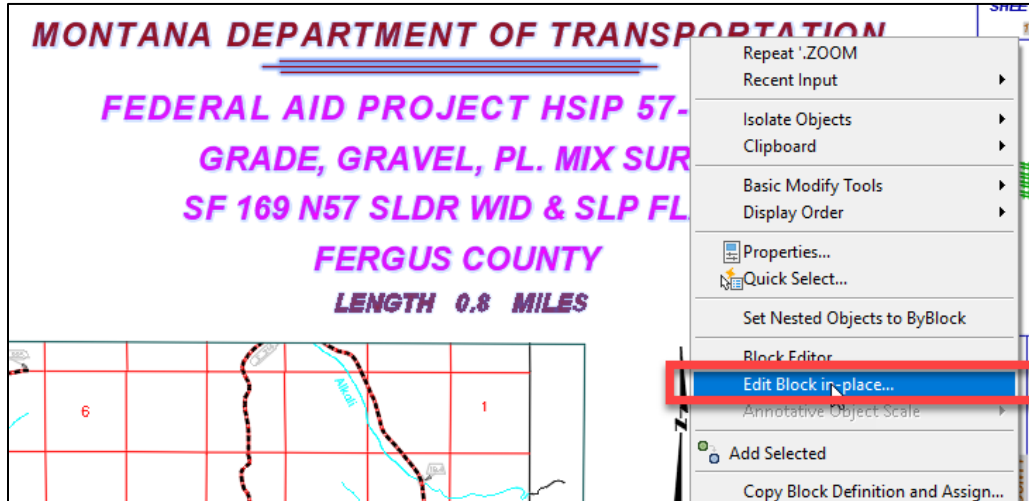 MONTANA DEPARTMENT OF TRANSPORTATION
SHEE
FEDERAL AID PROJECT HSIP 57-
GRADE, GRAVEL, PL. MIX SUR
SF 169 N57 SLDR WID & SLP FL
FERGUS COUNTY
LENGTH 0.8 MILES
6
Alkali
1
Repeat '.ZOOM
Recent Input
Isolate Objects
Clipboard
Basic Modify Tools
Display Order
Properties...
Quick Select...
Set Nested Objects to ByBlock
Block Editor
Edit Block in-place...
Annotative Object Scale
Add Selected
Copy Block Definition and Assign...